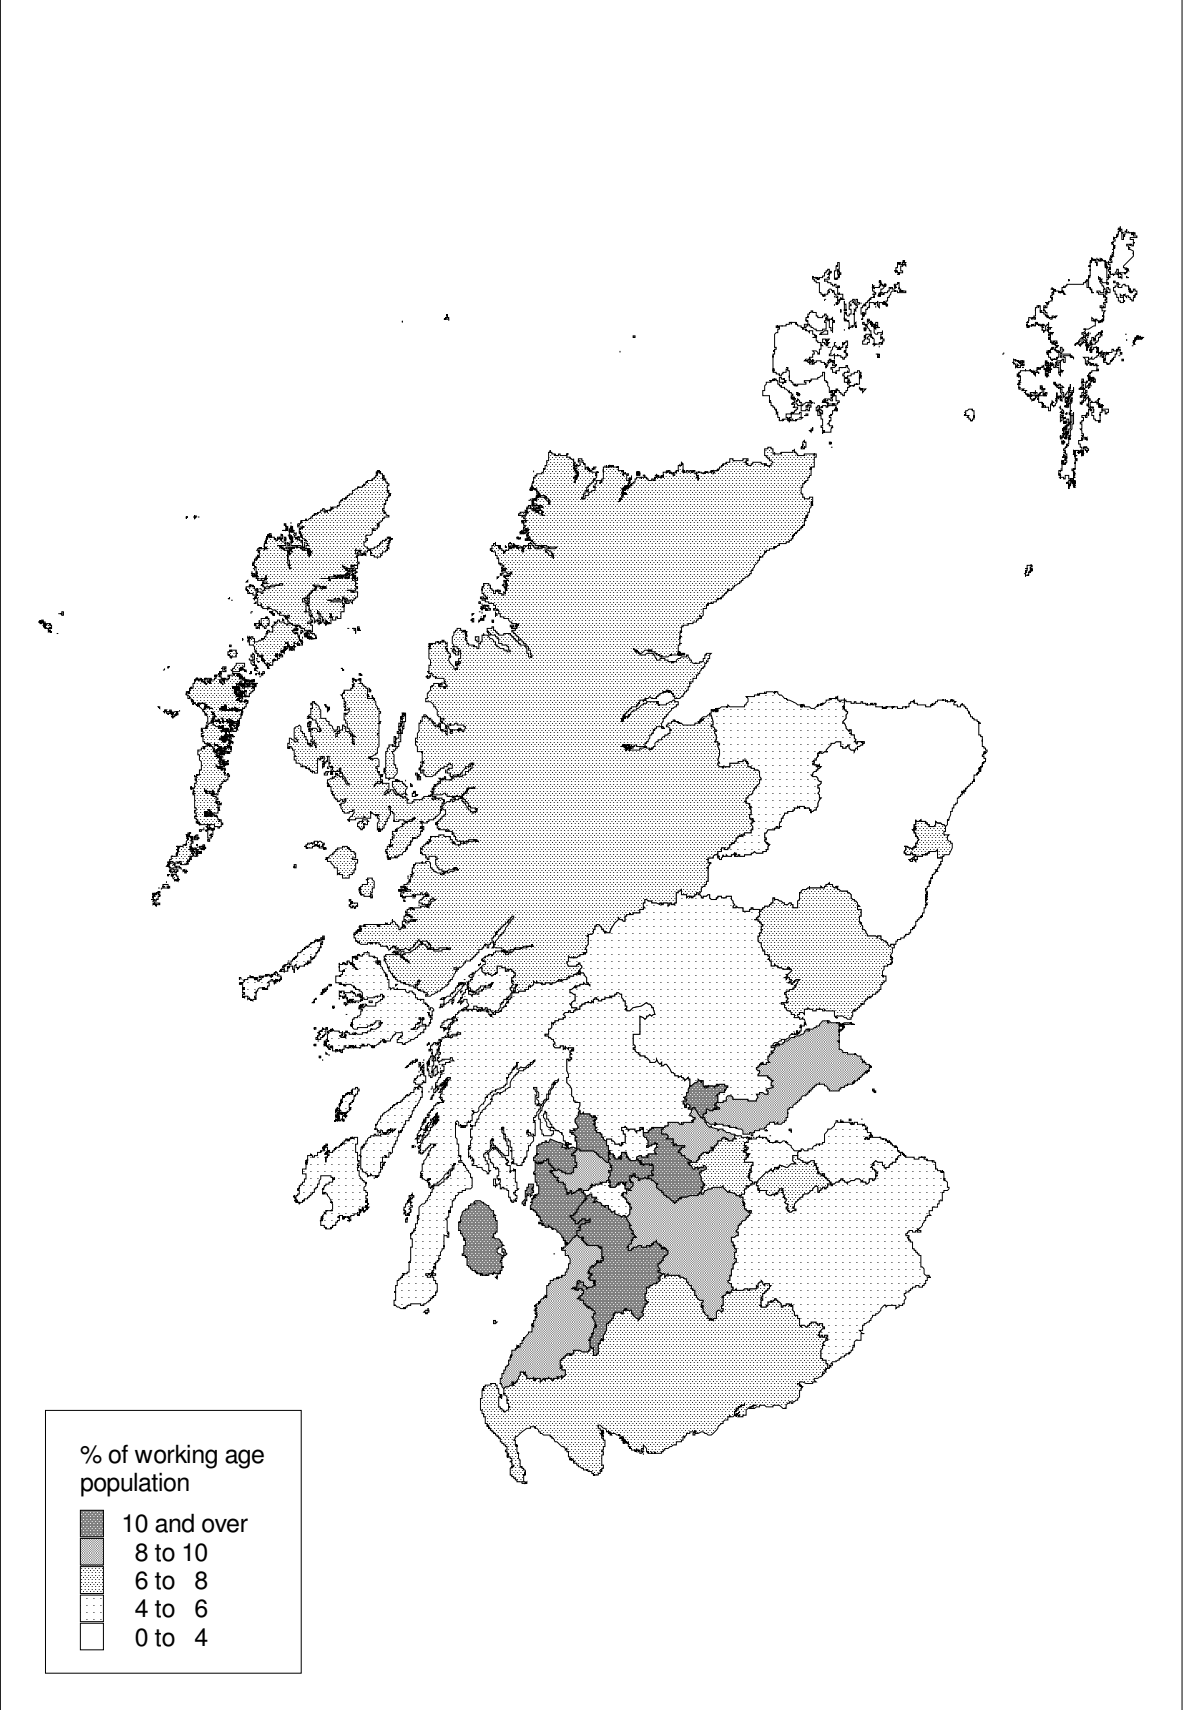 % of working age
population
10 and over
8 to 10
6 to 8
4 to 6
0 to 4